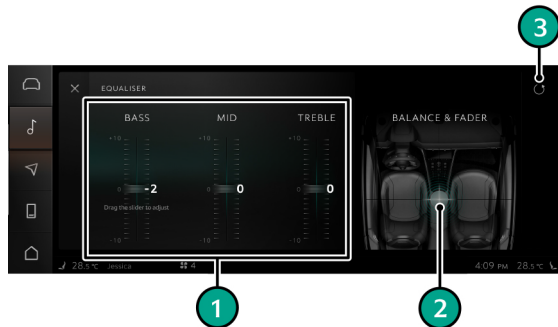 3
EQUALISER
BASS MID TREBLE BALANCE & FADER
+10 +10 +10
0 -2 0 0 0 0
Drag the slider to adjust
-10 -10 -10
28.5 °C Jessica 4 4:09 PM 28.5 °C
1 2